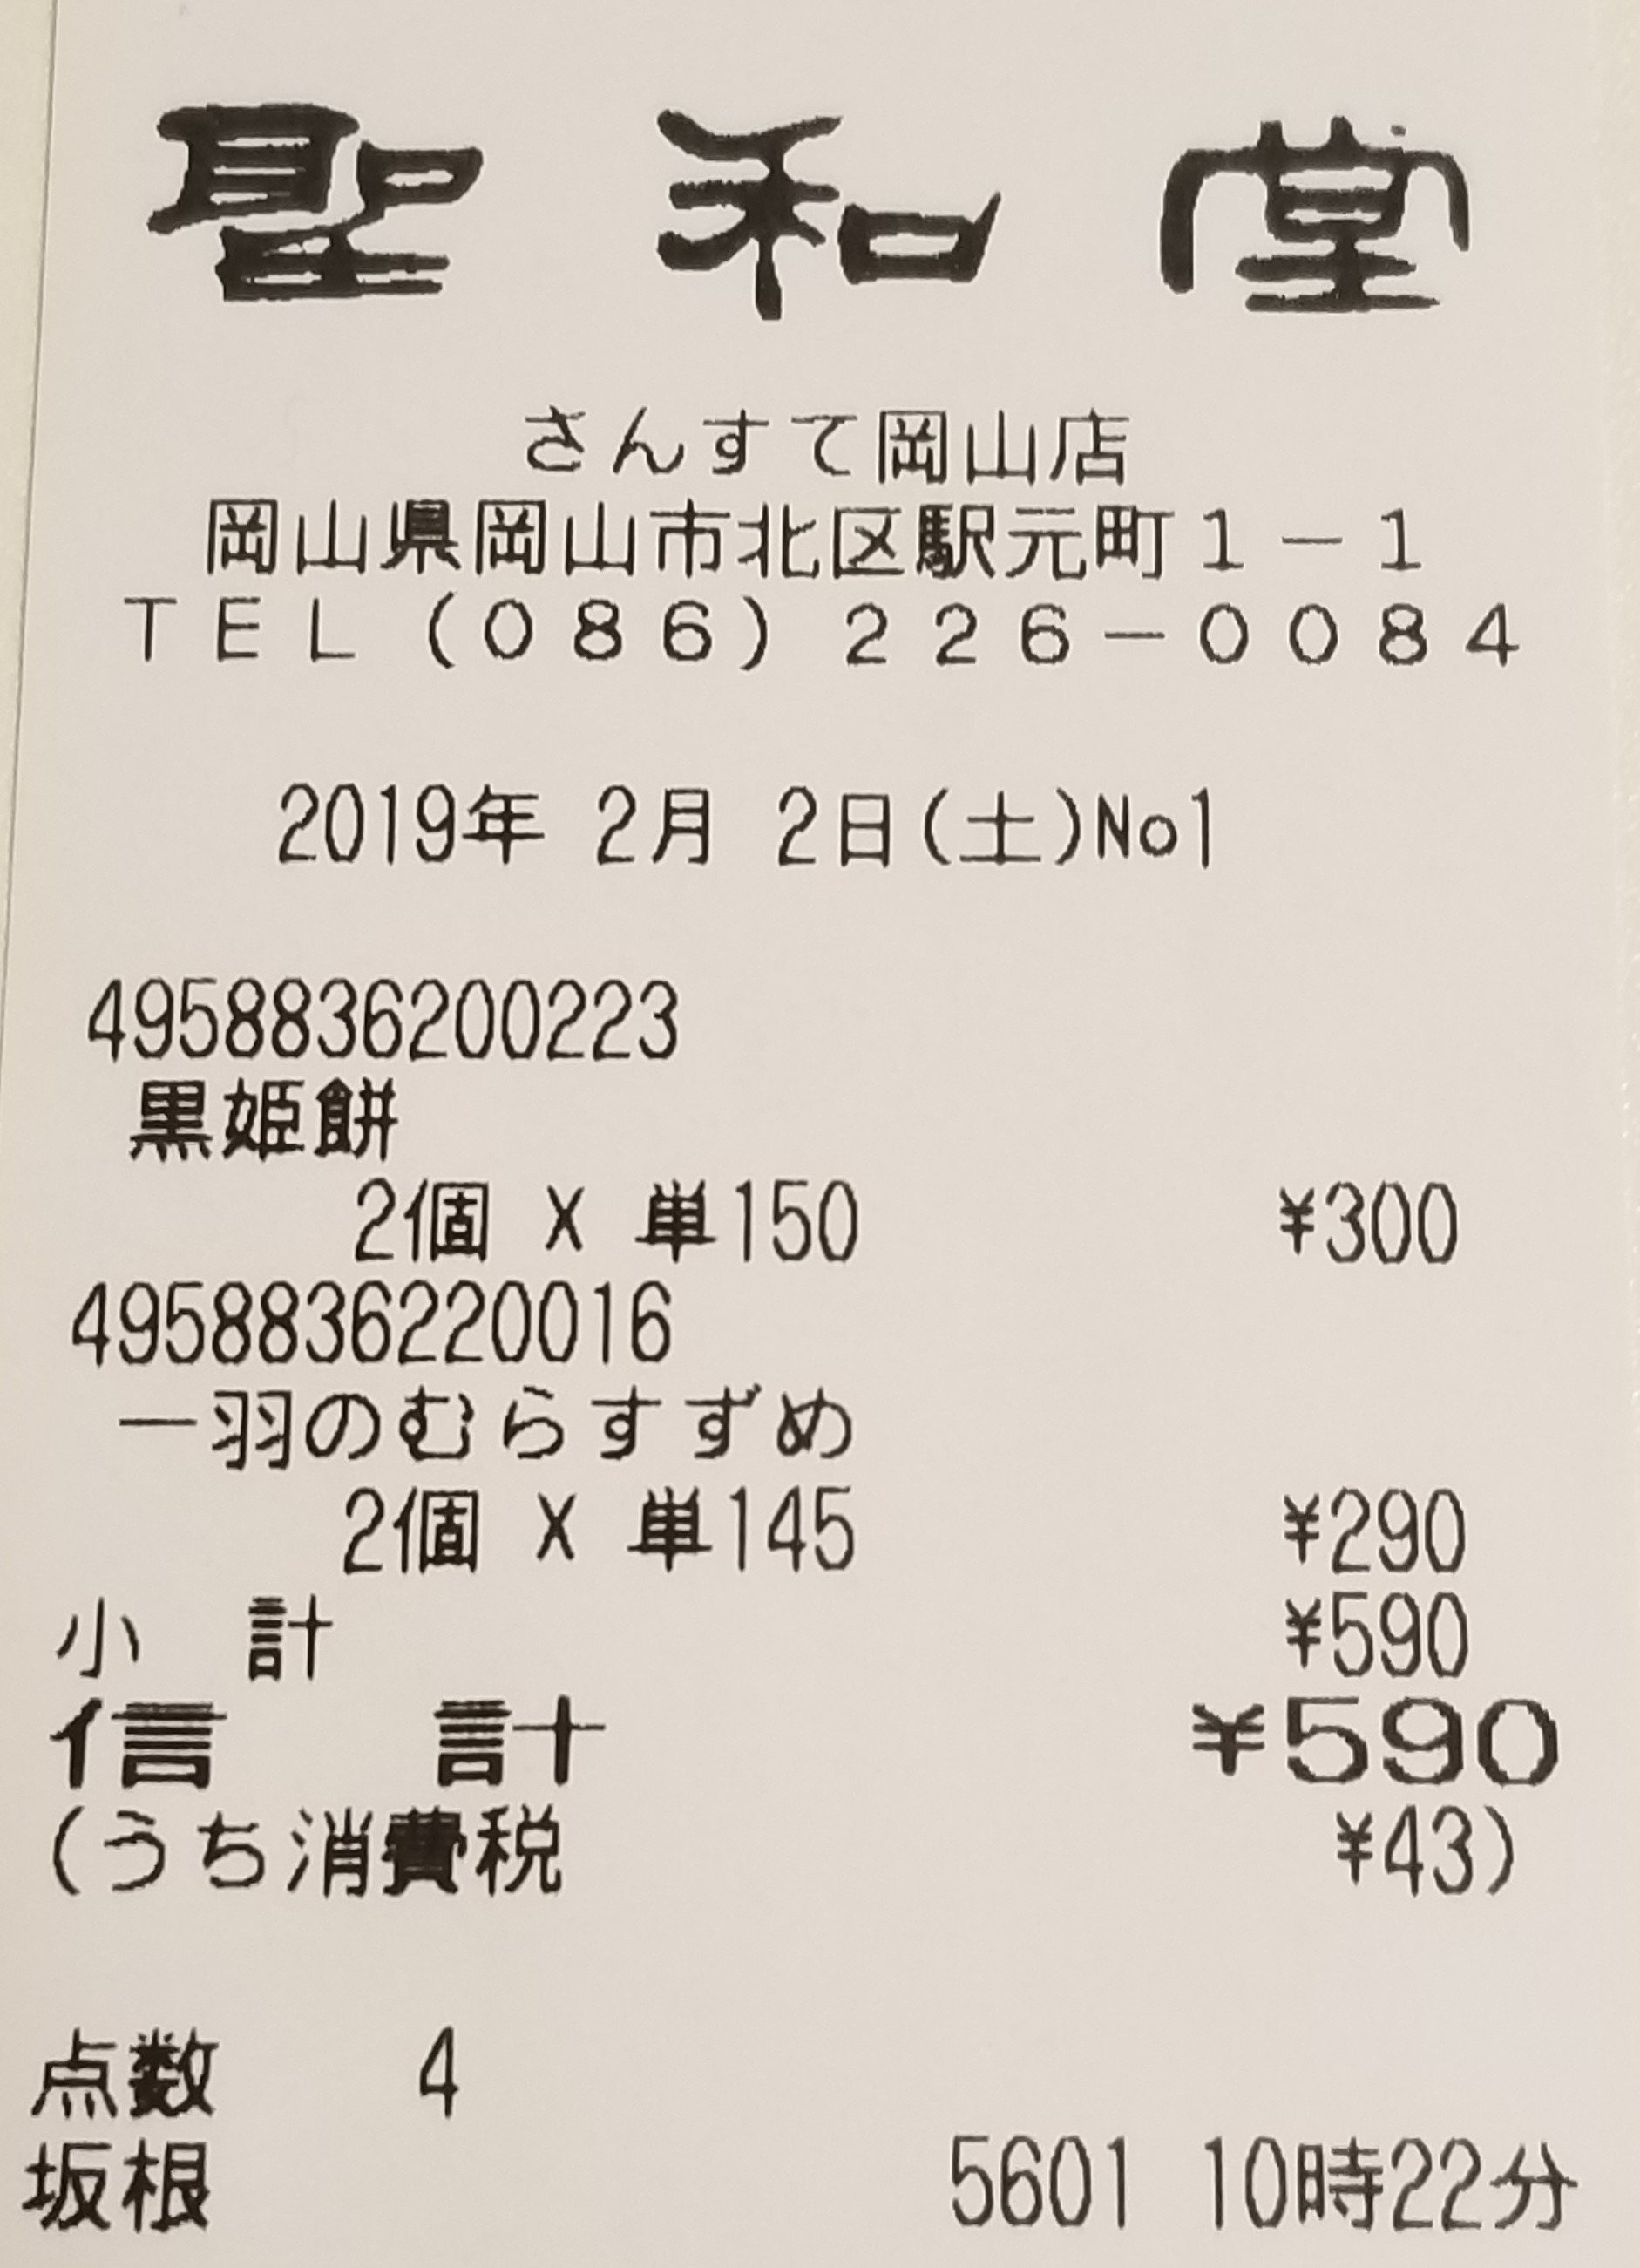 聖和堂
さんすて岡山店
岡山県岡山市北区駅元町1-1
TEL(086)226-0084
2019年 2月 2日(土)No1
4958836200223
黒姫餅
2個 X 単150 ¥300
4958836220016
一羽のむらすずめ
2個 X 単145 ¥290
小 計 ¥590
信 計 ¥590
(うち消費税 ¥43)
点数 4
坂根 5601 10時22分